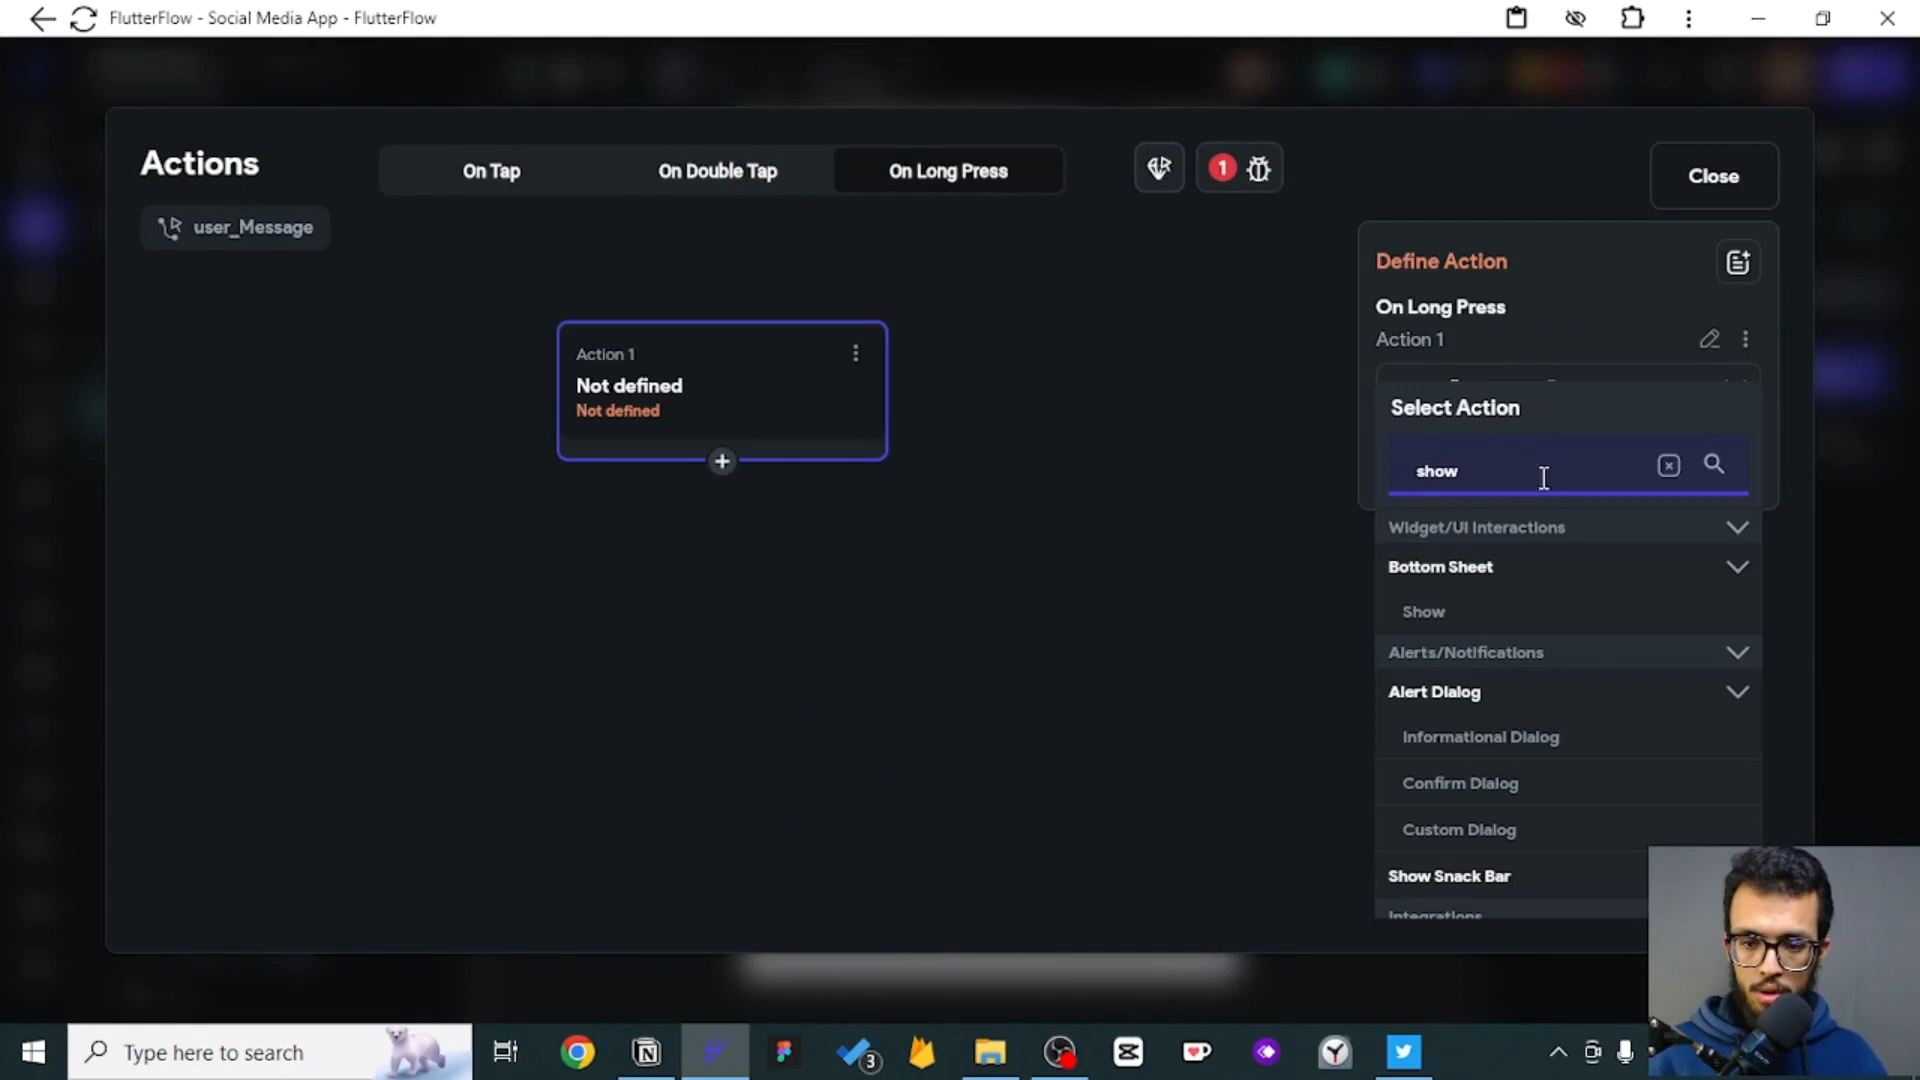 FlutterFlow - Social Media App - FlutterFlow
Actions
On Tap
On Double Tap
On Long Press
1
Close
user_Message
Define Action
On Long Press
Action 1
Action 1
Not defined
Not defined
Select Action
show
Widget/UI Interactions
Bottom Sheet
Show
Alerts/Notifications
Alert Dialog
Informational Dialog
Confirm Dialog
Custom Dialog
Show Snack Bar
Integrations
Type here to search
3